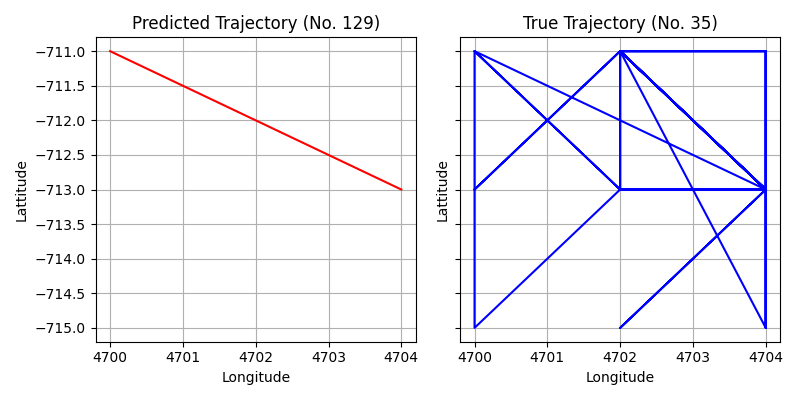 Predicted Trajectory (No. 129)
Lattitude
−711.0
−711.5
−712.0
−712.5
−713.0
−713.5
−714.0
−714.5
−715.0
4700 4701 4702 4703 4704
Longitude
True Trajectory (No. 35)
Lattitude
4700 4701 4702 4703 4704
Longitude